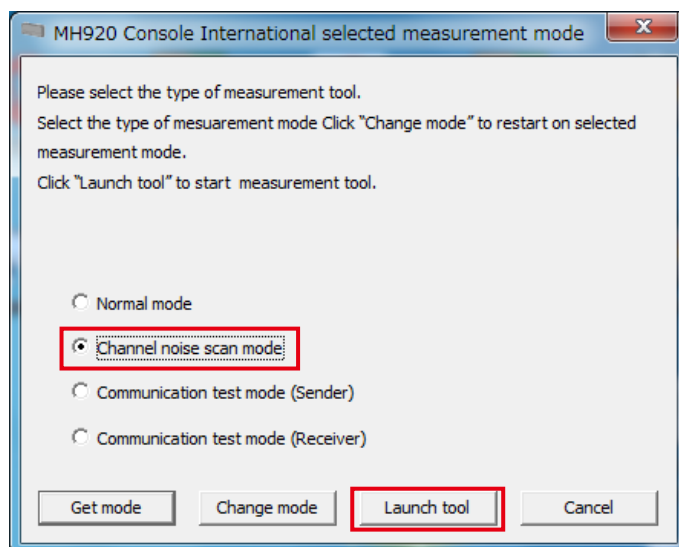 MH920 Console International selected measurement mode
Please select the type of measurement tool.
Select the type of mesuarement mode Click "Change mode" to restart on selected
measurement mode.
Click "Launch tool" to start measurement tool.
Normal mode
Channel noise scan mode
Communication test mode (Sender)
Communication test mode (Receiver)
Get mode Change mode Launch tool Cancel